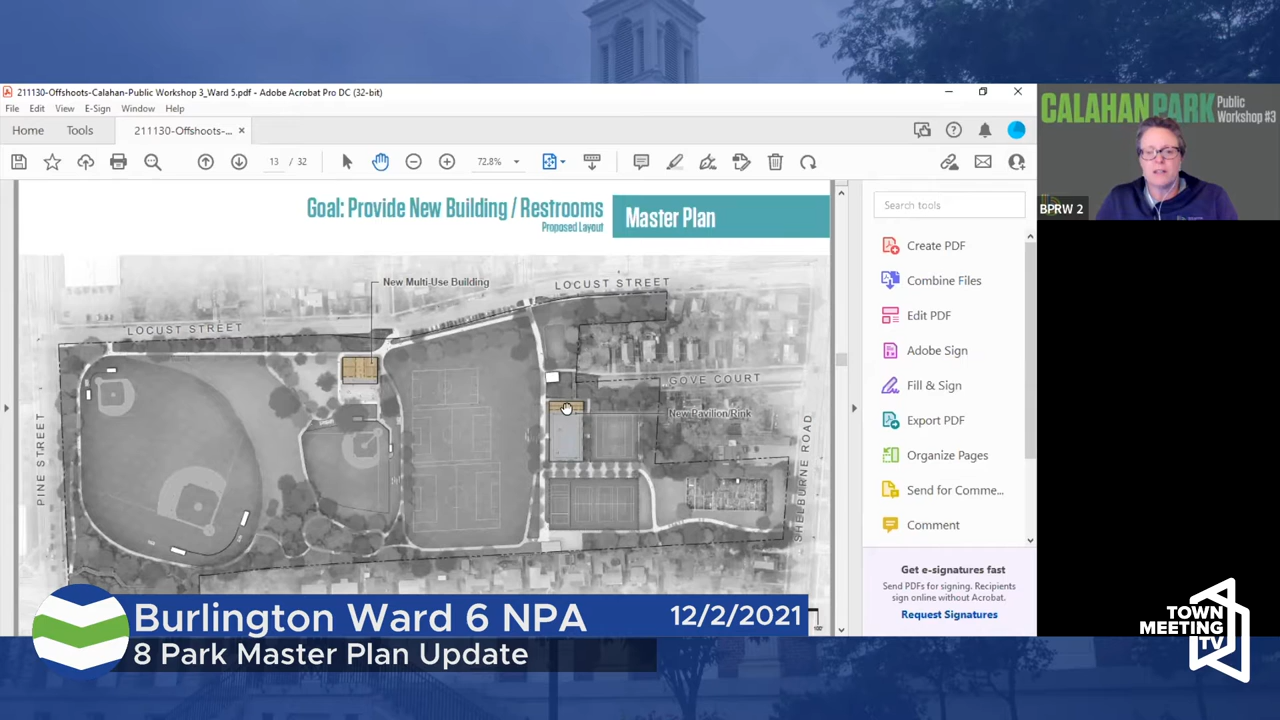 211130-Offshoots-Calahan-Public Workshop 3_Ward 5.pdf - Adobe Acrobat Pro DC (32-bit)
File Edit View E-Sign Window Help
Home Tools 211130-Offshoots-... ×
13 / 32 72.8%
Goal: Provide New Building / Restrooms
Proposed Layout
Master Plan
New Multi-Use Building
LOCUST STREET
LOCUST STREET
GOVE COURT
New Pavilion/Rink
PINE STREET
SHELBURNE ROAD
Search tools
Create PDF
Combine Files
Edit PDF
Adobe Sign
Fill & Sign
Export PDF
Organize Pages
Send for Comme...
Comment
Get e-signatures fast
Send PDFs for signing. Recipients
sign online without Acrobat.
Request Signatures
CALAHAN PARK Public
Workshop #3
BPRW 2
Burlington Ward 6 NPA 12/2/2021
8 Park Master Plan Update
TOWN
MEETING
TV